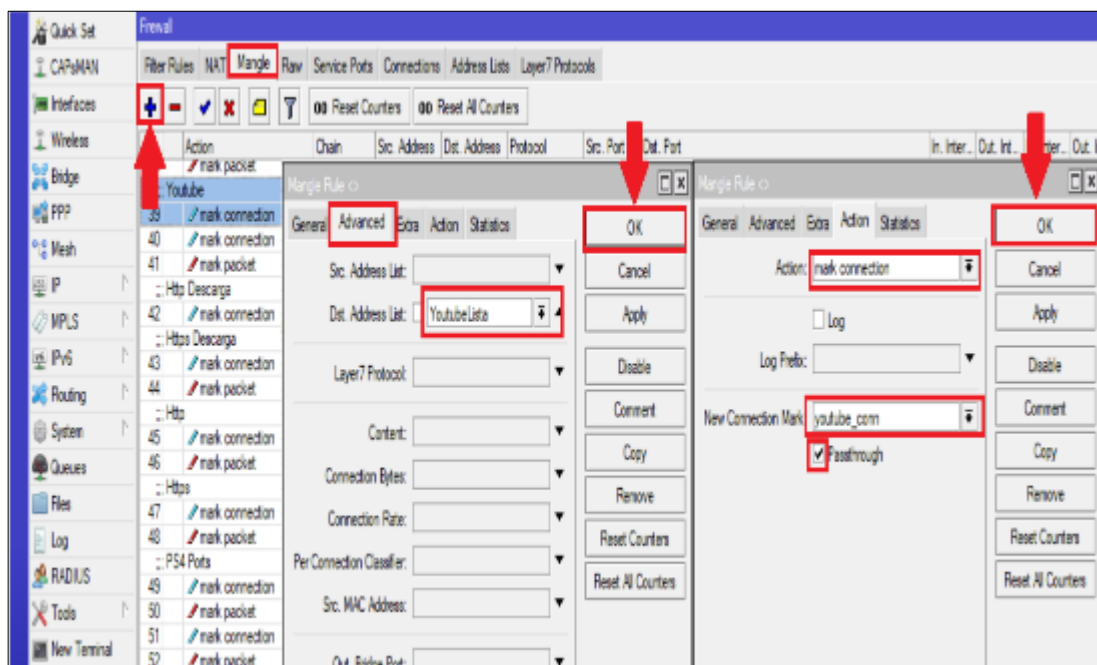 Quick Set
CAPsMAN
Interfaces
Wireless
Bridge
PPP
Mesh
IP
MPLS
IPv6
Routing
System
Queues
Files
Log
RADIUS
Tools
New Terminal
Firewall
Filter Rules NAT Mangle Raw Service Ports Connections Address Lists Layer7 Protocols
00 Reset Counters 00 Reset All Counters
Action Chain Src. Address Dst. Address Protocol Src. Port Dst. Port In. Inter... Out. Int... Out. I
mark packet
::: Youtube
39 mark connection
40 mark connection
41 mark packet
::: Http Descarga
42 mark connection
::: Https Descarga
43 mark connection
44 mark packet
::: Http
45 mark connection
46 mark packet
::: Https
47 mark connection
48 mark packet
::: PS4 Ports
49 mark connection
50 mark packet
51 mark connection
52 mark packet
Mangle Rule <>
General Advanced Extra Action Statistics
Src. Address List:
Dst. Address List: YoutubeLista
Layer7 Protocol:
Content:
Connection Bytes:
Connection Rate:
Per Connection Classifier:
Src. MAC Address:
Out. Bridge Port:
OK
Cancel
Apply
Disable
Comment
Copy
Remove
Reset Counters
Reset All Counters
Mangle Rule <>
General Advanced Extra Action Statistics
Action: mark connection
Log
Log Prefix:
New Connection Mark: youtube_conn
Passthrough
OK
Cancel
Apply
Disable
Comment
Copy
Remove
Reset Counters
Reset All Counters